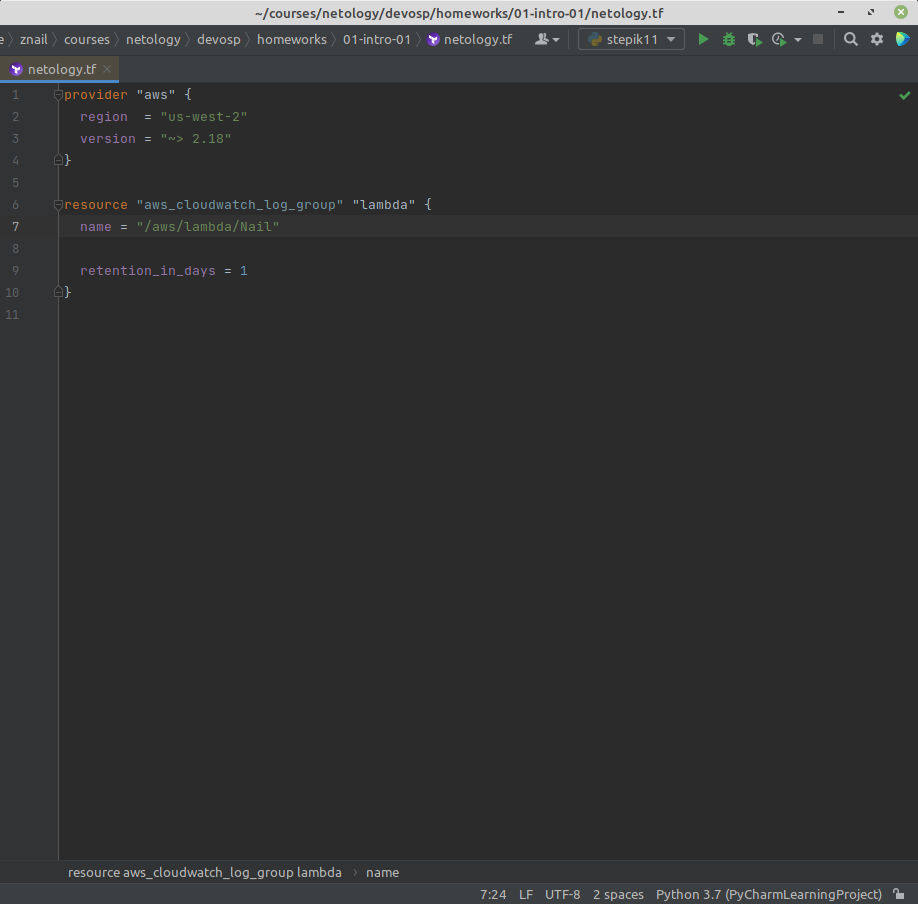 ~/courses/netology/devosp/homeworks/01-intro-01/netology.tf
e znail courses netology devosp homeworks 01-intro-01 netology.tf stepik11
netology.tf
1 provider "aws" {
2   region  = "us-west-2"
3   version = "~> 2.18"
4 }
5
6 resource "aws_cloudwatch_log_group" "lambda" {
7   name = "/aws/lambda/Nail"
8
9   retention_in_days = 1
10 }
11
resource aws_cloudwatch_log_group lambda › name
7:24 LF UTF-8 2 spaces Python 3.7 (PyCharmLearningProject)